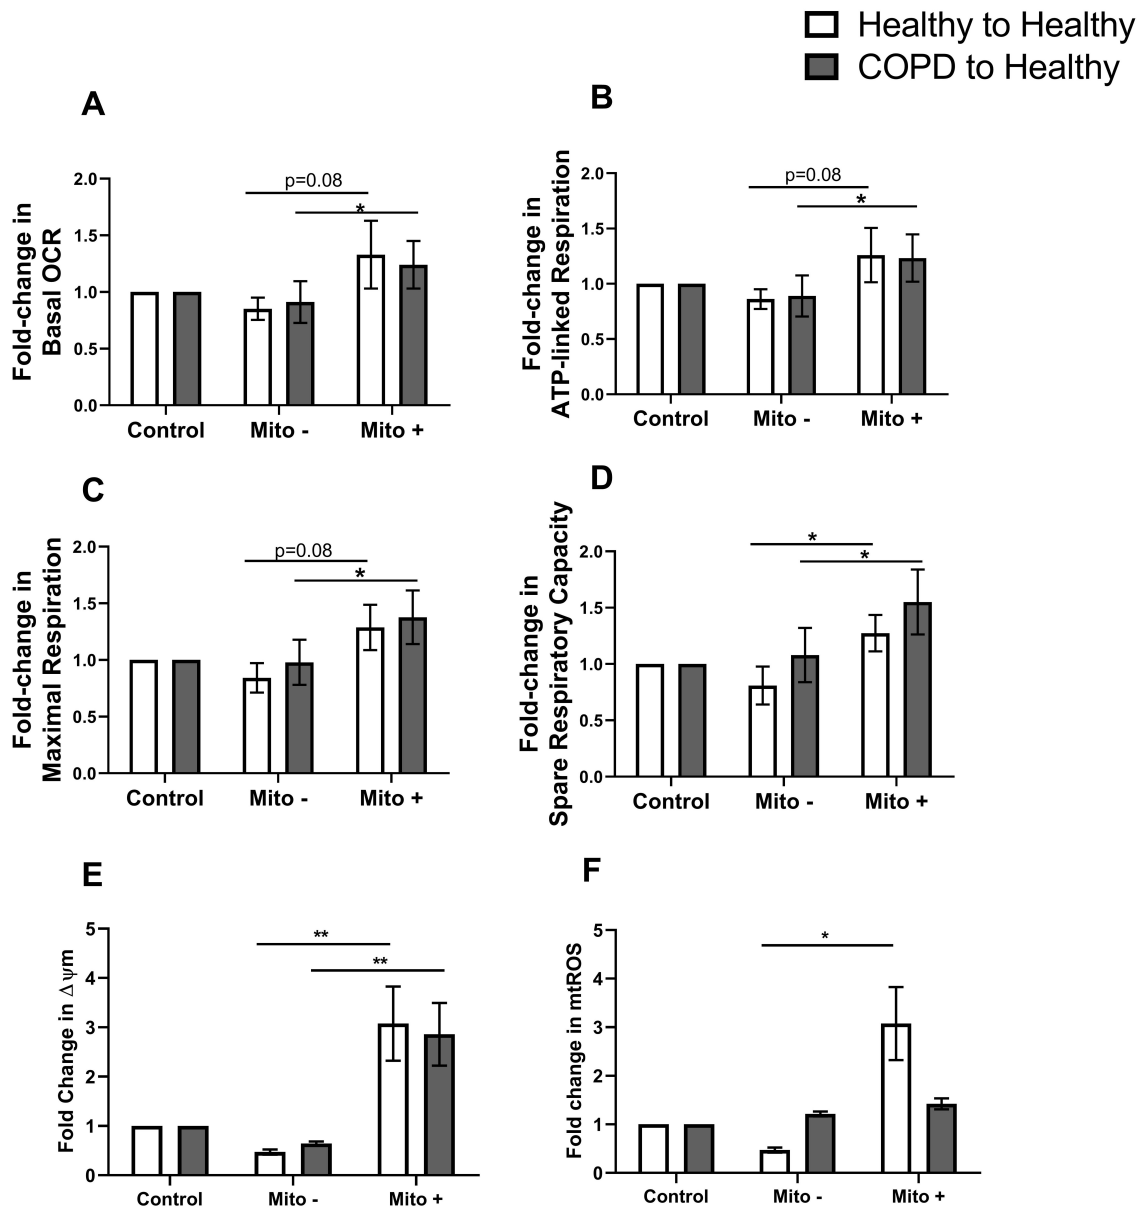 Healthy to Healthy
COPD to Healthy
A
Fold-change in
Basal OCR
2.0
1.5
1.0
0.5
0.0
p=0.08
*
Control
Mito -
Mito +
B
Fold-change in
ATP-linked Respiration
2.0
1.5
1.0
0.5
0.0
p=0.08
*
Control
Mito -
Mito +
C
Fold-change in
Maximal Respiration
2.0
1.5
1.0
0.5
0.0
p=0.08
*
Control
Mito -
Mito +
D
Fold-change in
Spare Respiratory Capacity
2.0
1.5
1.0
0.5
0.0
*
*
Control
Mito -
Mito +
E
Fold Change in Δψm
5
4
3
2
1
0
**
**
Control
Mito -
Mito +
F
Fold change in mtROS
5
4
3
2
1
0
*
Control
Mito -
Mito +